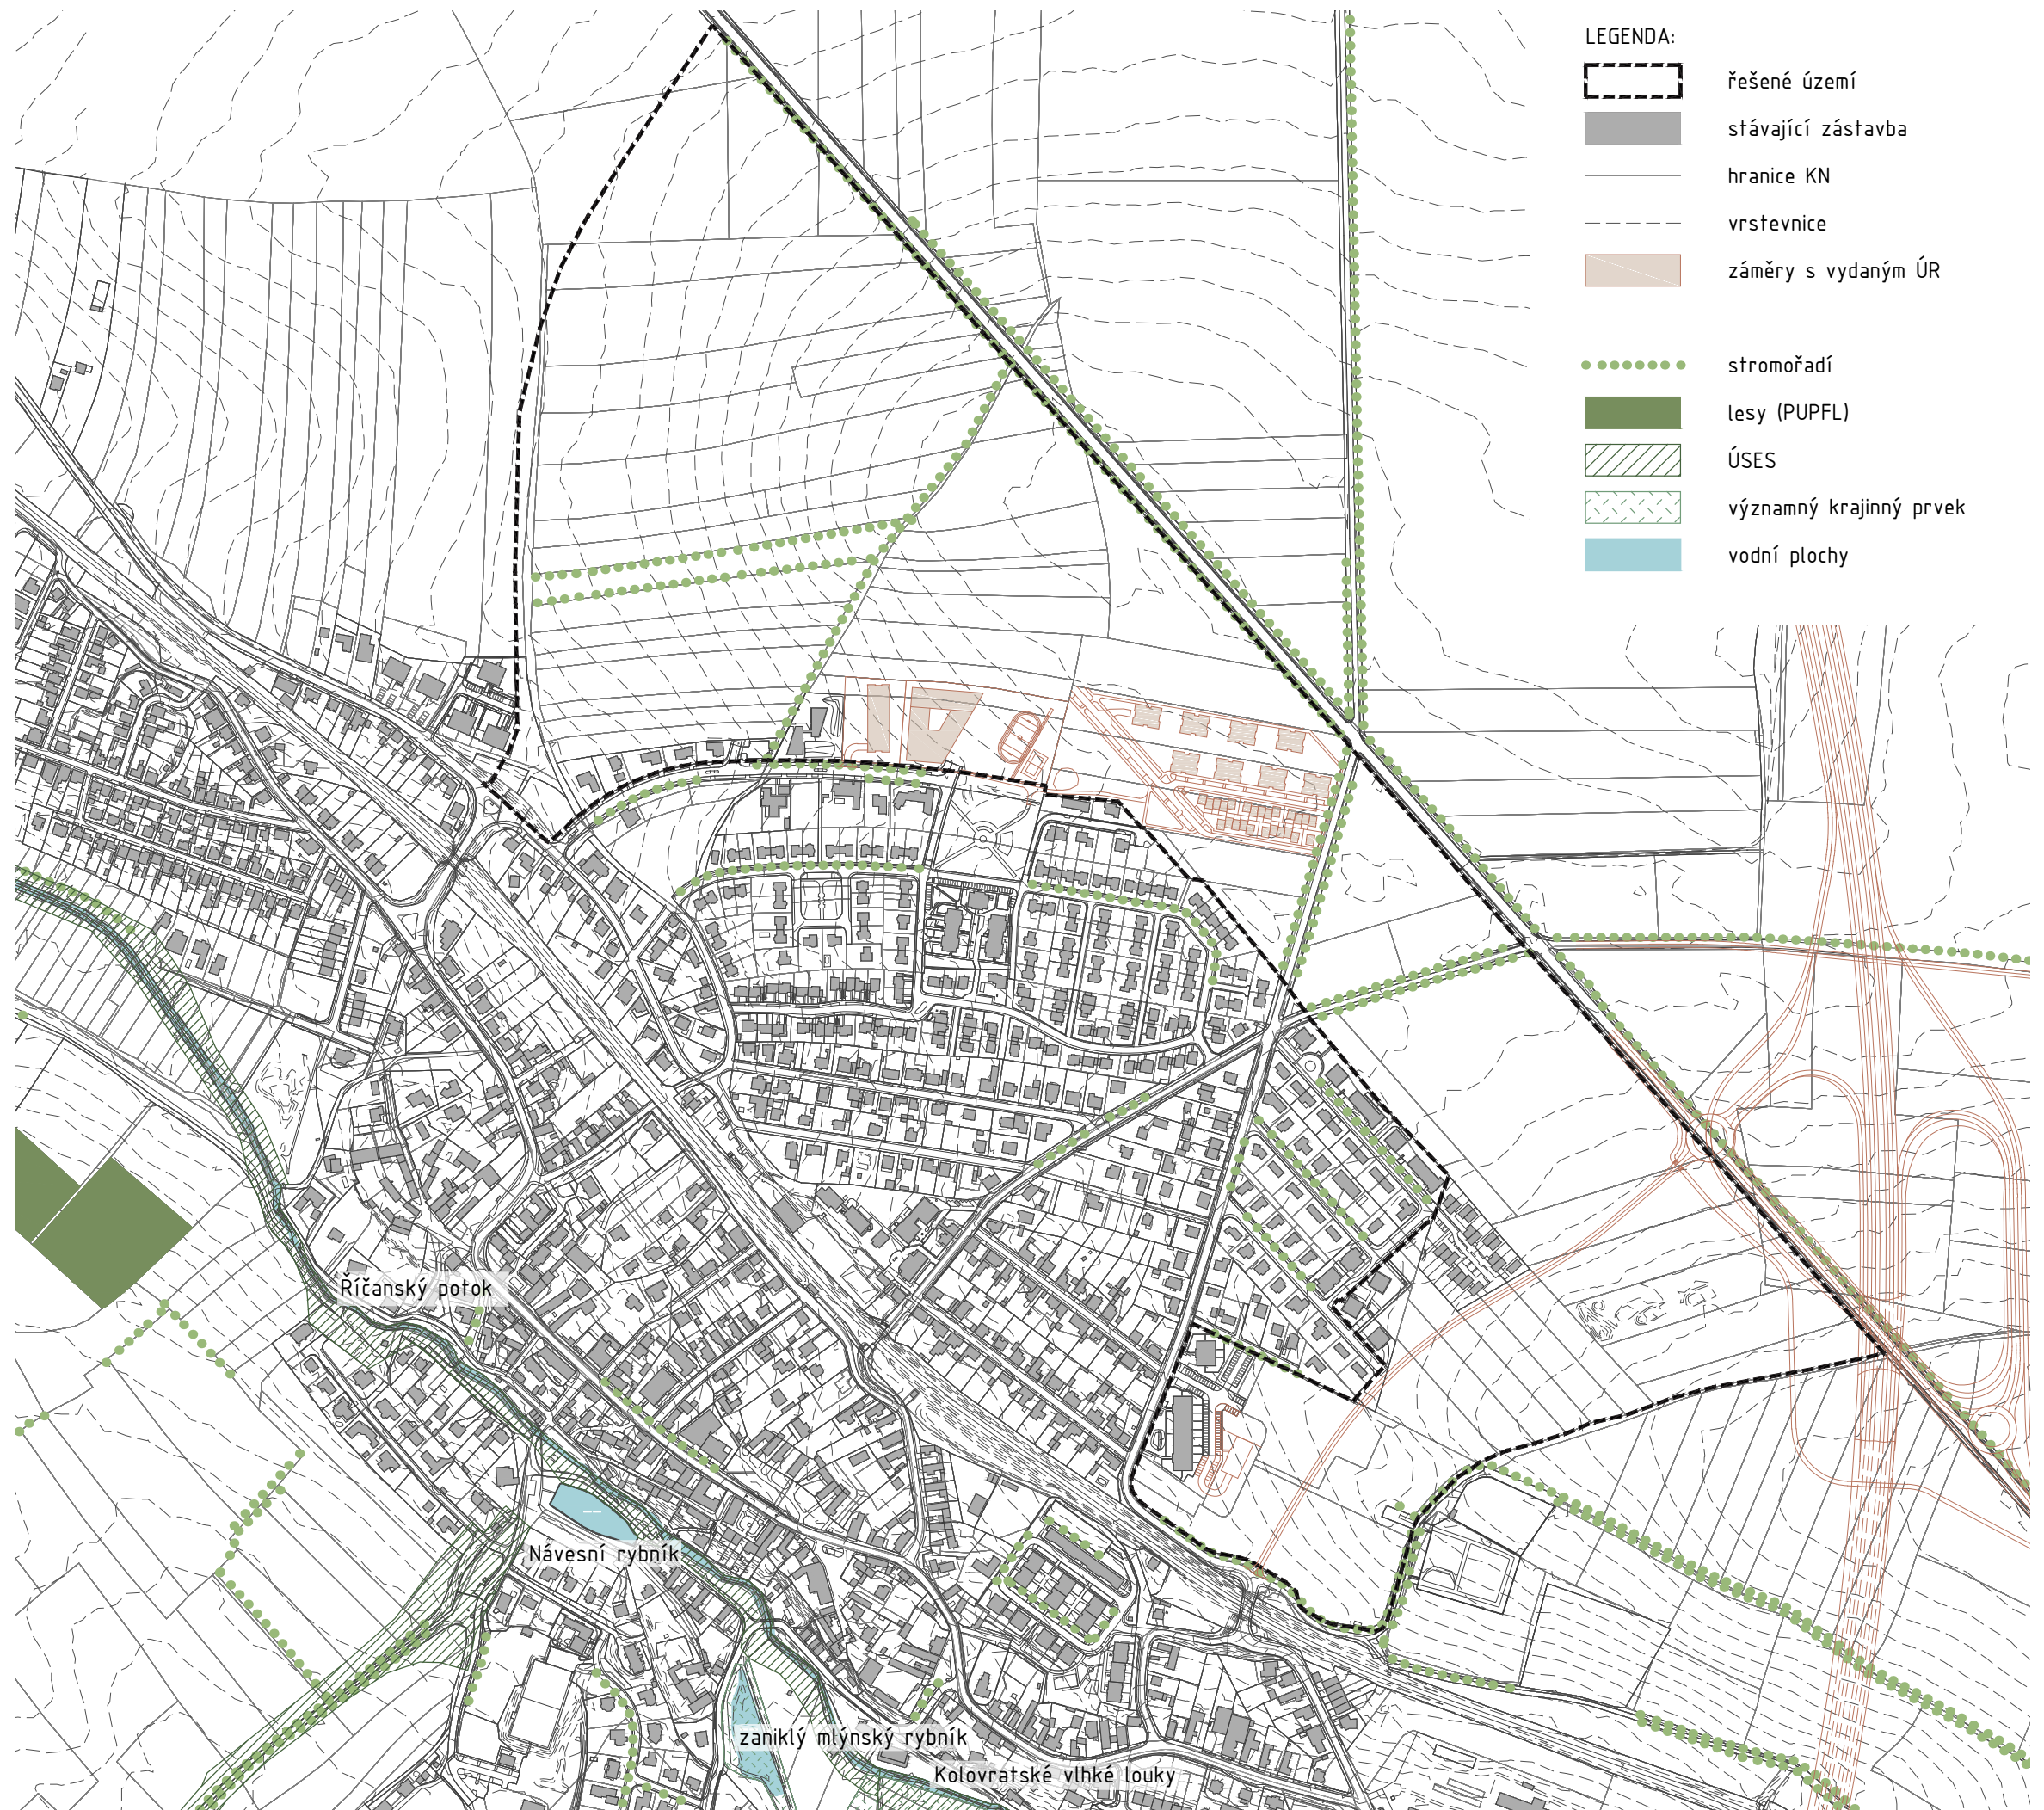 LEGENDA:
řešené území
stávající zástavba
hranice KN
vrstevnice
záměry s vydaným ÚR
stromořadí
lesy (PUPFL)
ÚSES
významný krajinný prvek
vodní plochy
Říčanský potok
Návesní rybník
zaniklý mlýnský rybník
Kolovratské vlhké louky